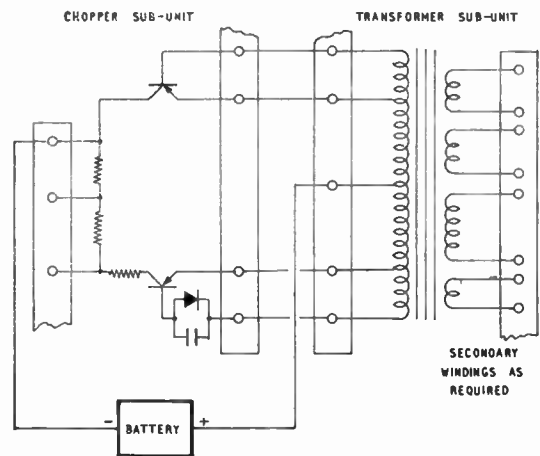 CHOPPER SUB-UNIT
TRANSFORMER SUB-UNIT
SECONDARY
WINDINGS AS
REQUIRED
- BATTERY +